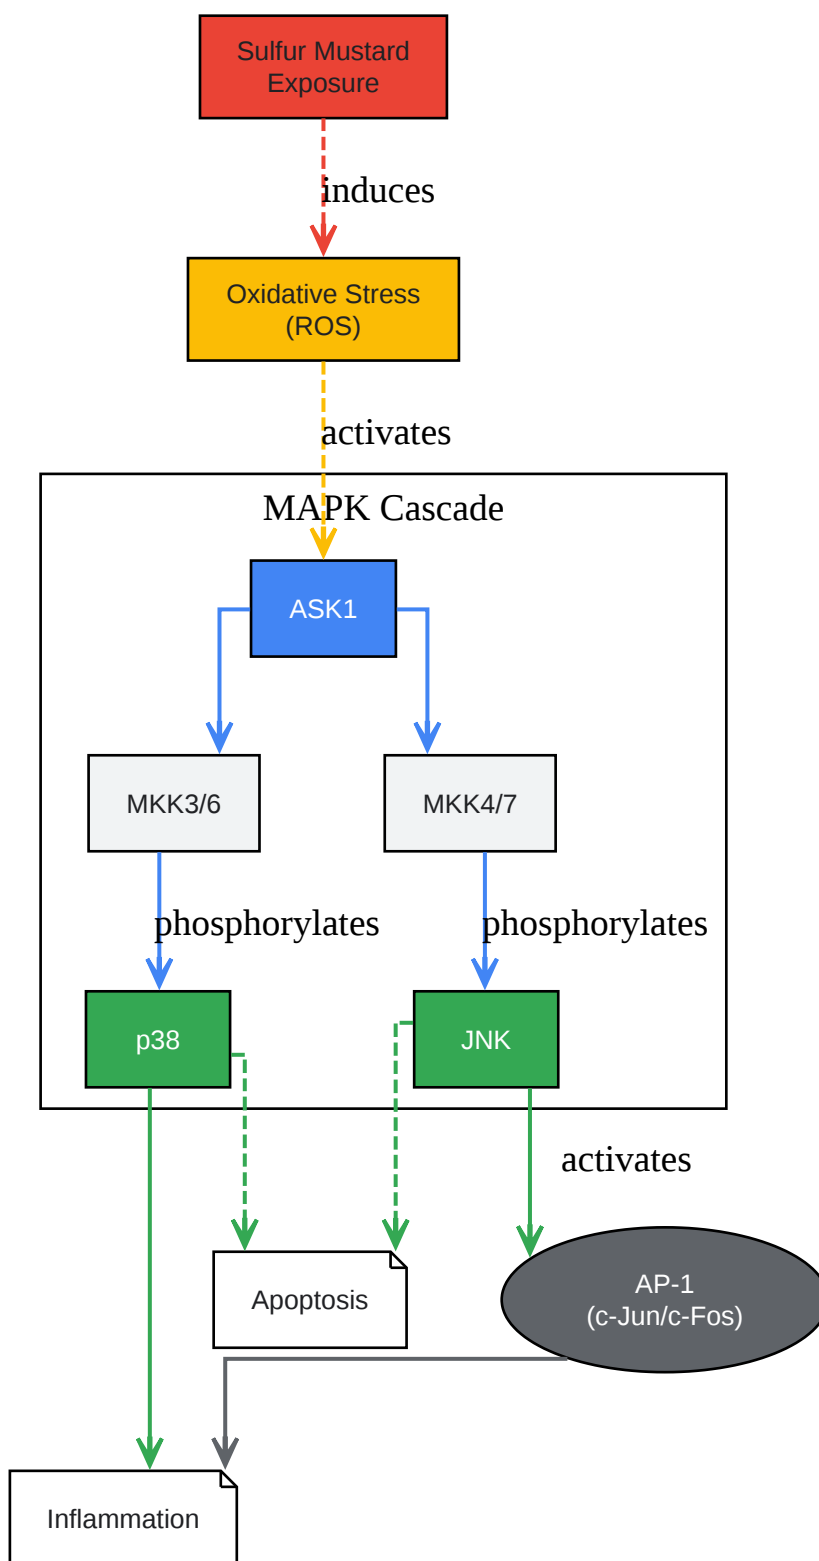 Sulfur Mustard
Exposure
induces
Oxidative Stress
(ROS)
activates
MAPK Cascade
ASK1
MKK3/6
MKK4/7
phosphorylates
phosphorylates
p38
JNK
activates
Apoptosis
AP-1
(c-Jun/c-Fos)
Inflammation